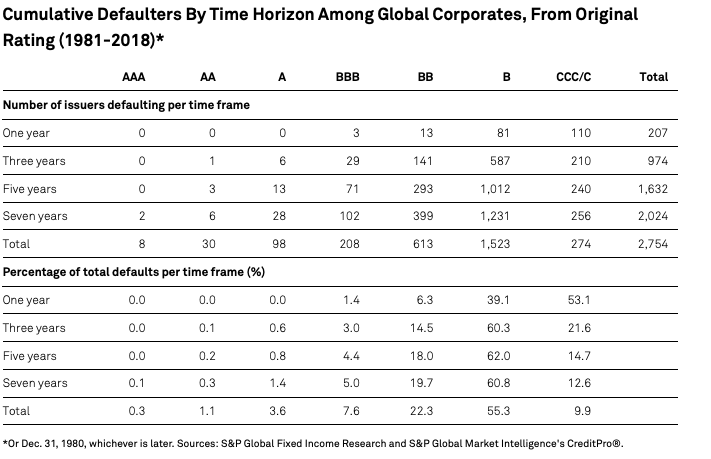 Cumulative Defaulters By Time Horizon Among Global Corporates, From Original
Rating (1981-2018)*
AAA AA A BBB BB B CCC/C Total
Number of issuers defaulting per time frame
One year 0 0 0 3 13 81 110 207
Three years 0 1 6 29 141 587 210 974
Five years 0 3 13 71 293 1,012 240 1,632
Seven years 2 6 28 102 399 1,231 256 2,024
Total 8 30 98 208 613 1,523 274 2,754
Percentage of total defaults per time frame (%)
One year 0.0 0.0 0.0 1.4 6.3 39.1 53.1
Three years 0.0 0.1 0.6 3.0 14.5 60.3 21.6
Five years 0.0 0.2 0.8 4.4 18.0 62.0 14.7
Seven years 0.1 0.3 1.4 5.0 19.7 60.8 12.6
Total 0.3 1.1 3.6 7.6 22.3 55.3 9.9
*Or Dec. 31, 1980, whichever is later. Sources: S&P Global Fixed Income Research and S&P Global Market Intelligence's CreditPro®.